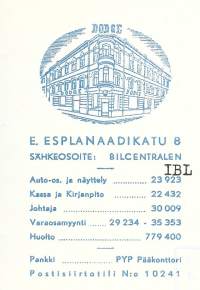 DODGE
E. ESPLANAADIKATU 8
SÄHKEOSOITE: BILCENTRALEN
IBL
Auto-os. ja näyttely ......... 23 923
Kassa ja Kirjanpito ......... 22 432
Johtaja ......... 30 009
Varaosamyynti ..... 29 234 - 35 353
Huolto ......... 779 400
Pankki ......... PYP Pääkonttori
Postisiirtotili N:o 10241